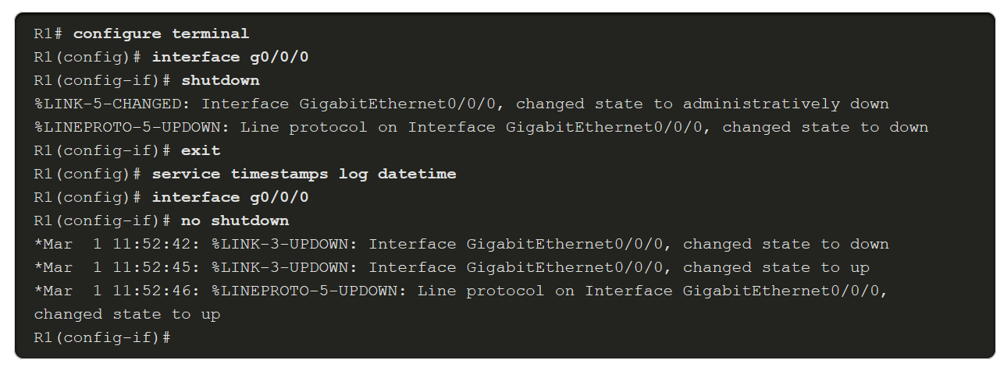 R1# configure terminal
R1(config)# interface g0/0/0
R1(config-if)# shutdown
%LINK-5-CHANGED: Interface GigabitEthernet0/0/0, changed state to administratively down
%LINEPROTO-5-UPDOWN: Line protocol on Interface GigabitEthernet0/0/0, changed state to down
R1(config-if)# exit
R1(config)# service timestamps log datetime
R1(config)# interface g0/0/0
R1(config-if)# no shutdown
*Mar  1 11:52:42: %LINK-3-UPDOWN: Interface GigabitEthernet0/0/0, changed state to down
*Mar  1 11:52:45: %LINK-3-UPDOWN: Interface GigabitEthernet0/0/0, changed state to up
*Mar  1 11:52:46: %LINEPROTO-5-UPDOWN: Line protocol on Interface GigabitEthernet0/0/0,
changed state to up
R1(config-if)#